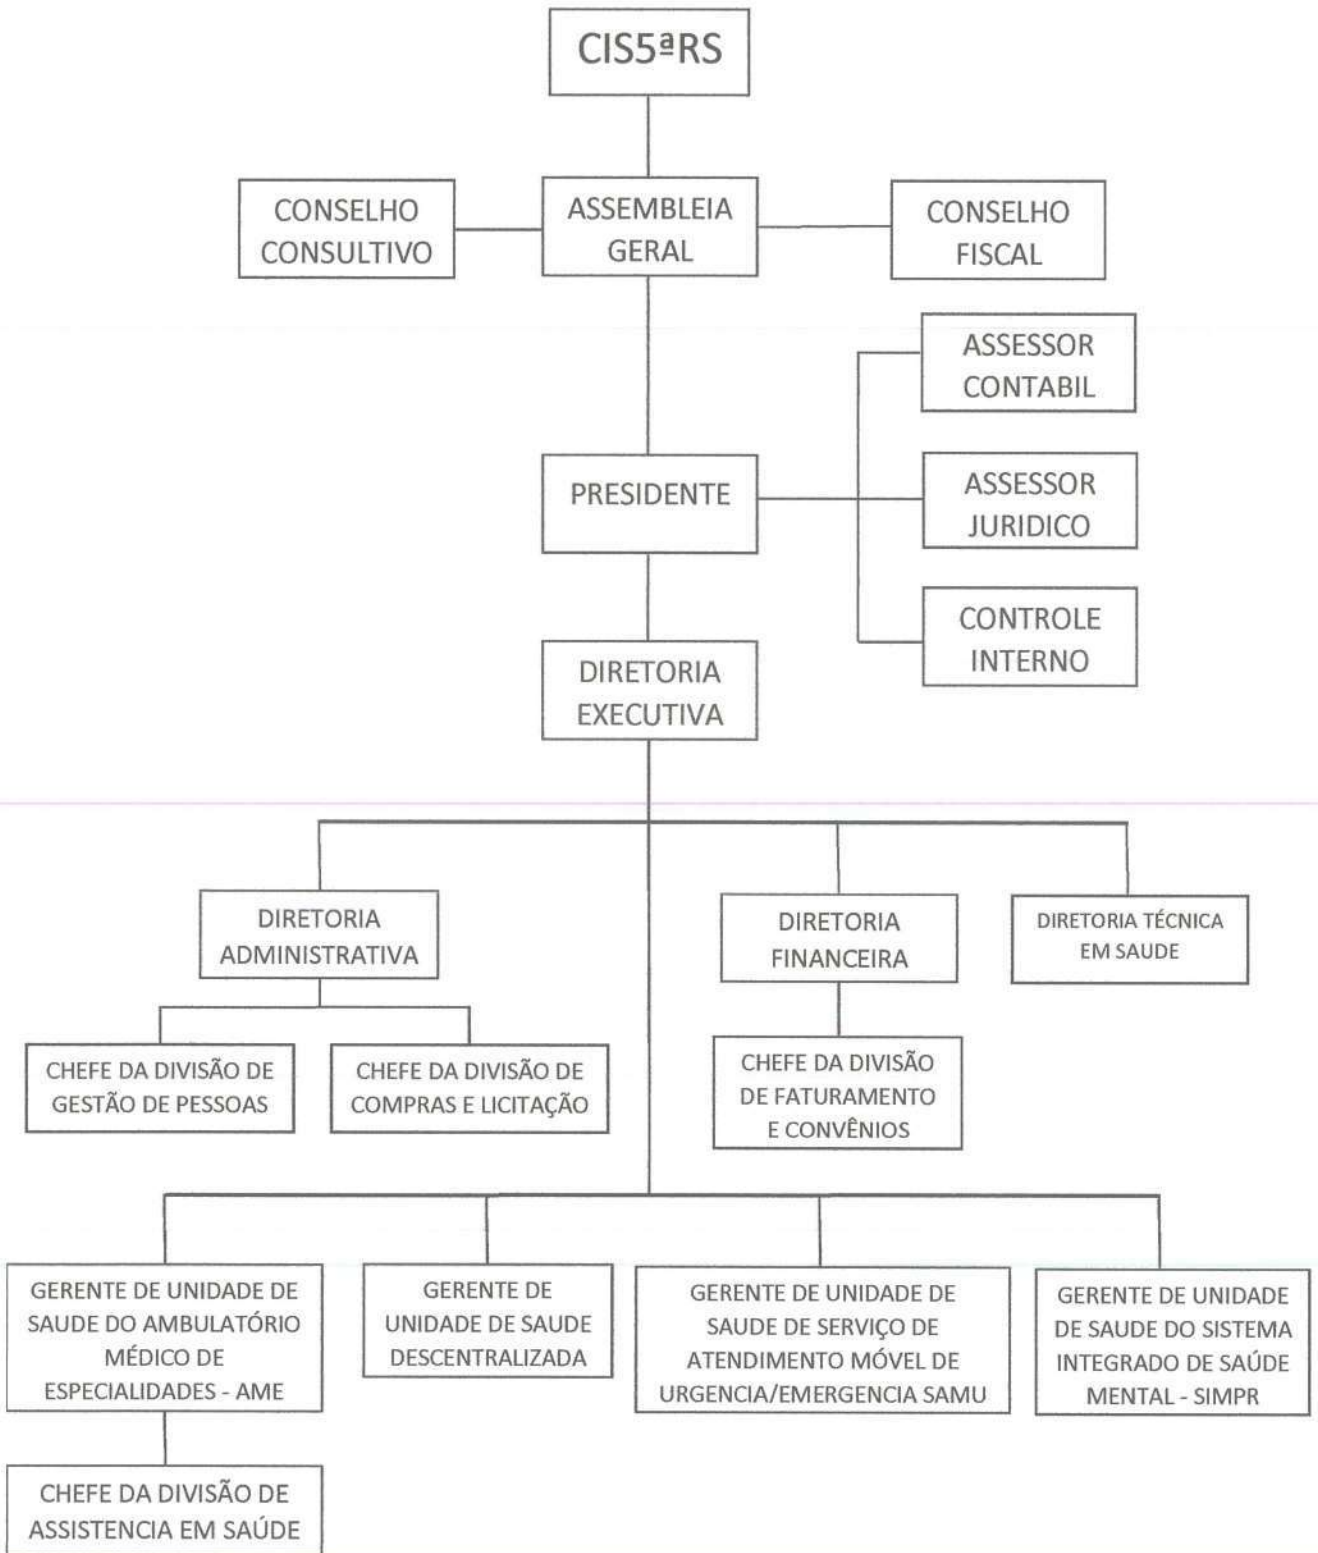 CIS5ªRS
CONSELHO
CONSULTIVO
ASSEMBLEIA
GERAL
CONSELHO
FISCAL
ASSESSOR
CONTABIL
PRESIDENTE
ASSESSOR
JURIDICO
CONTROLE
INTERNO
DIRETORIA
EXECUTIVA
DIRETORIA
ADMINISTRATIVA
DIRETORIA
FINANCEIRA
DIRETORIA TÉCNICA
EM SAUDE
CHEFE DA DIVISÃO DE
GESTÃO DE PESSOAS
CHEFE DA DIVISÃO DE
COMPRAS E LICITAÇÃO
CHEFE DA DIVISÃO
DE FATURAMENTO
E CONVÊNIOS
GERENTE DE UNIDADE DE
SAUDE DO AMBULATÓRIO
MÉDICO DE
ESPECIALIDADES - AME
GERENTE DE
UNIDADE DE SAUDE
DESCENTRALIZADA
GERENTE DE UNIDADE DE
SAUDE DE SERVIÇO DE
ATENDIMENTO MÓVEL DE
URGENCIA/EMERGENCIA SAMU
GERENTE DE UNIDADE
DE SAUDE DO SISTEMA
INTEGRADO DE SAÚDE
MENTAL - SIMPR
CHEFE DA DIVISÃO DE
ASSISTENCIA EM SAÚDE